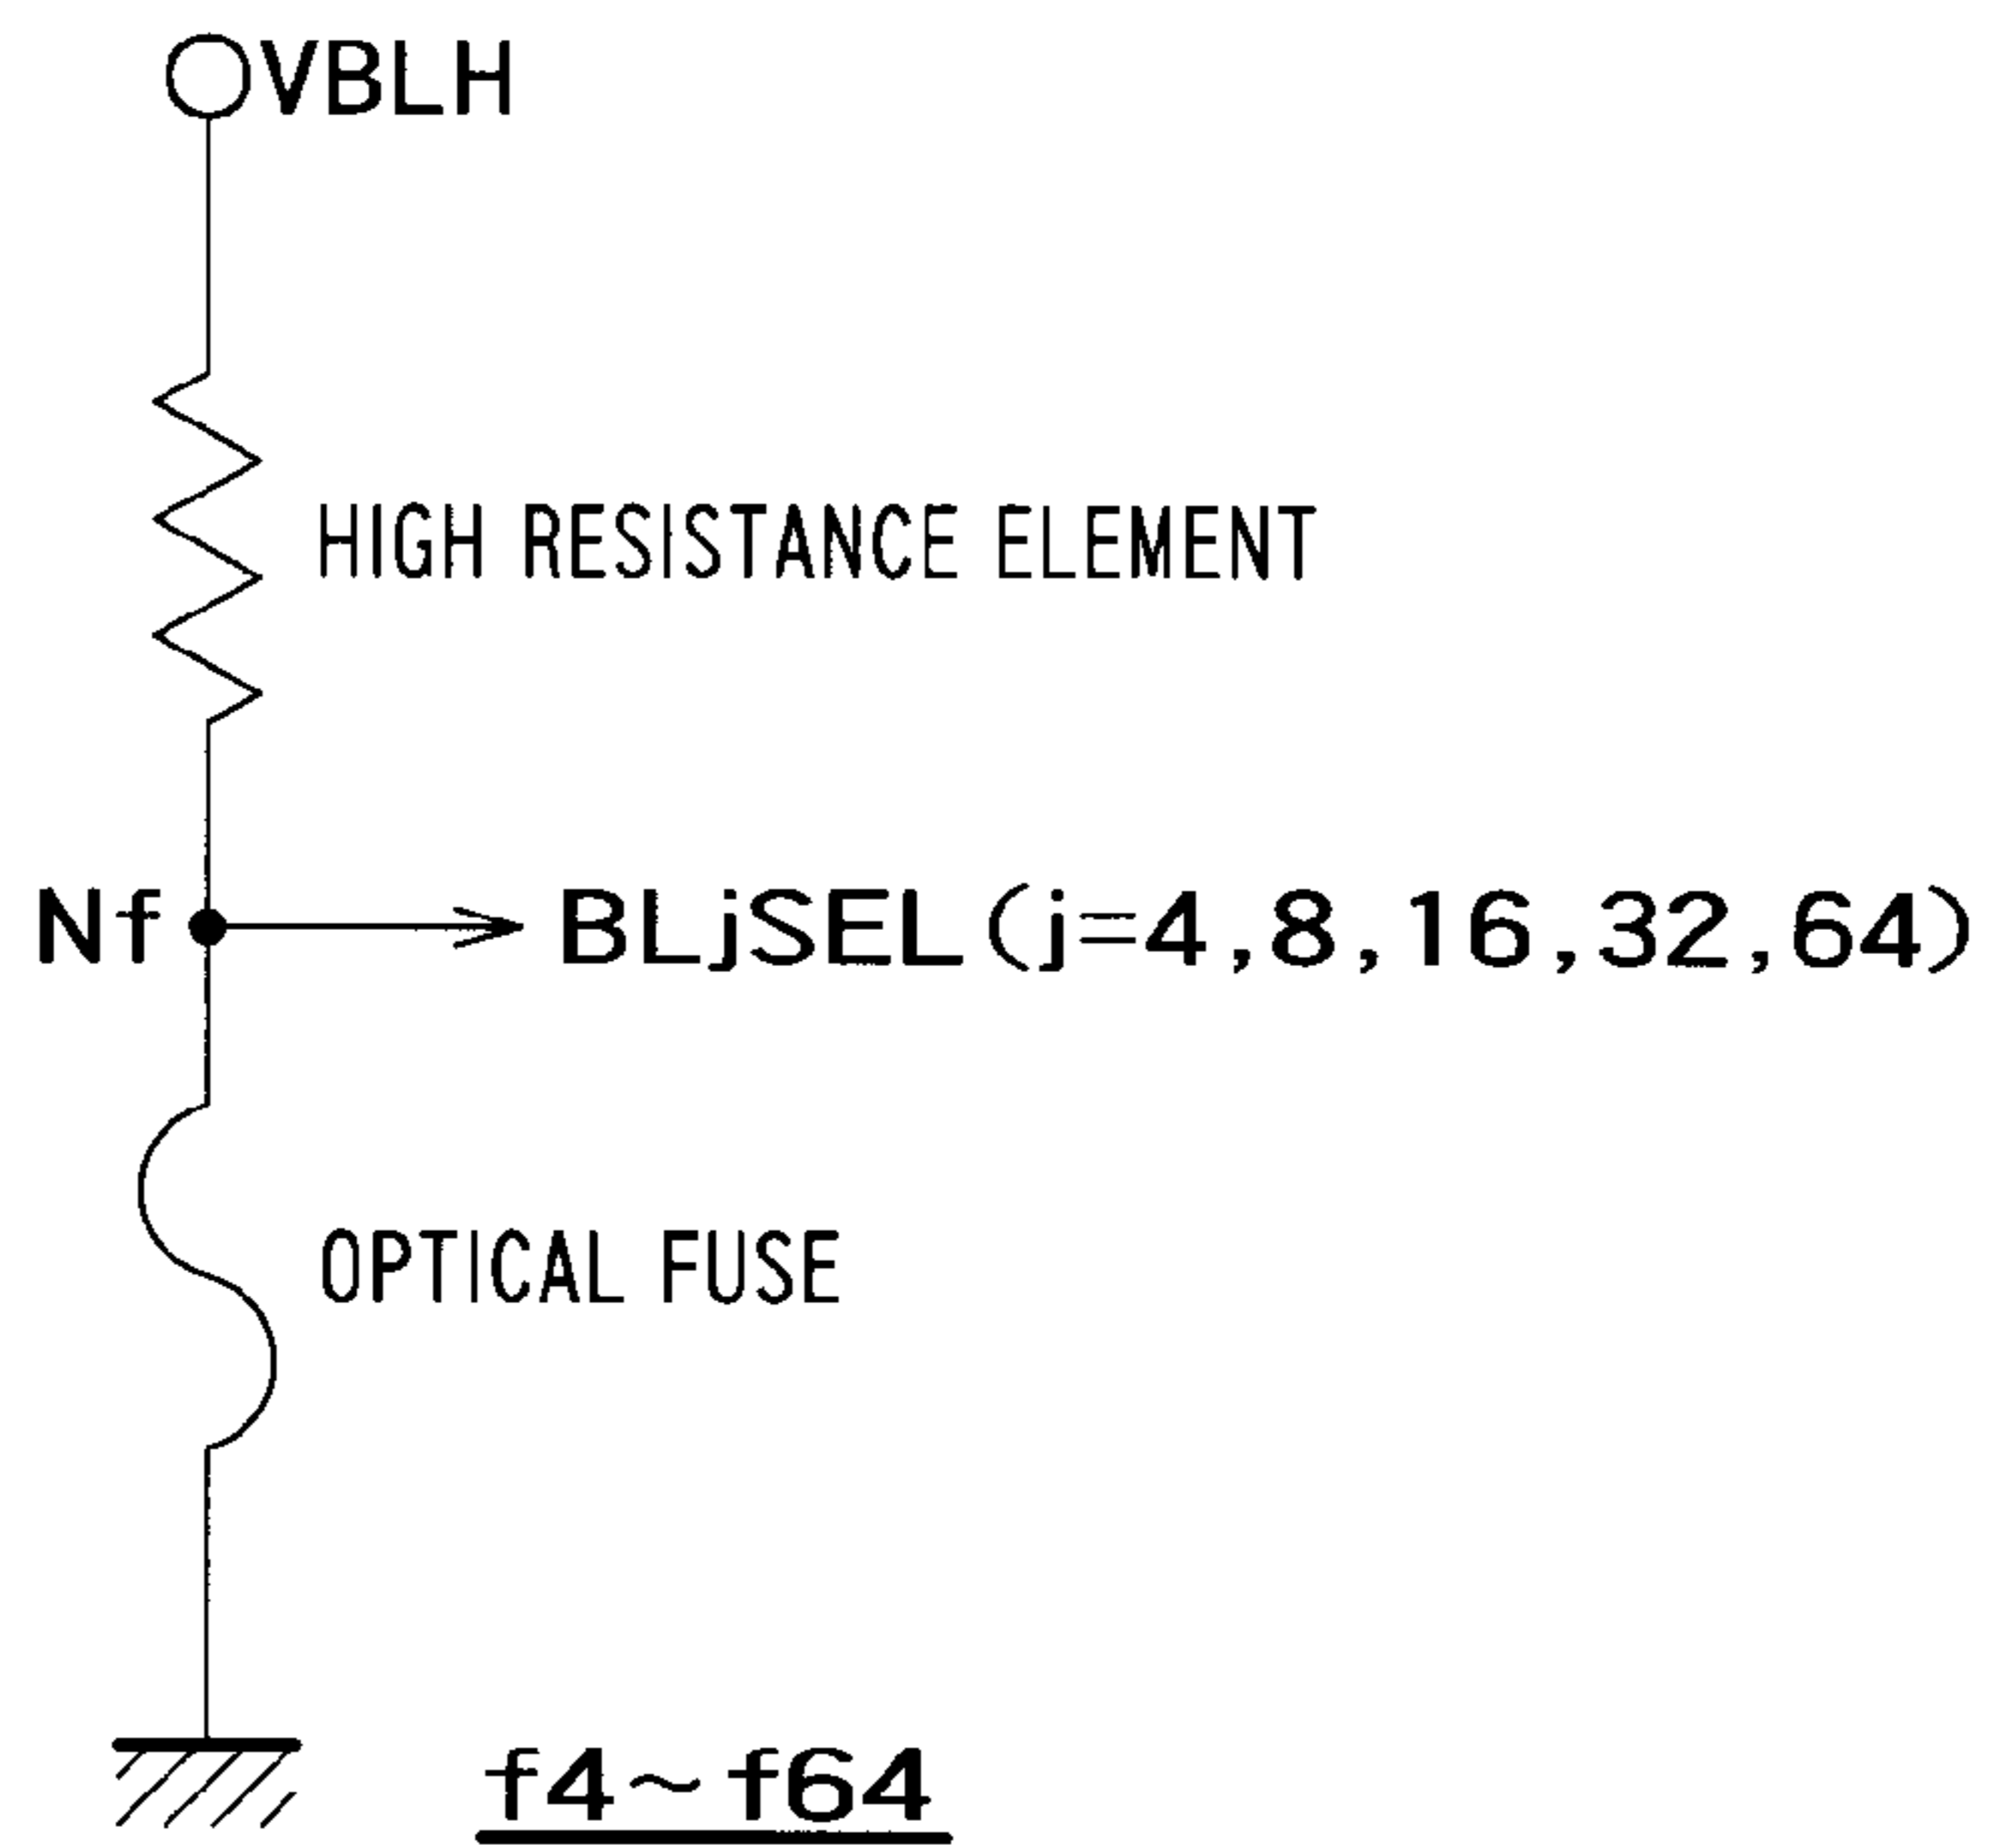 VBLH
HIGH RESISTANCE ELEMENT
Nf
BLjSEL(j=4,8,16,32,64)
OPTICAL FUSE
f4~f64